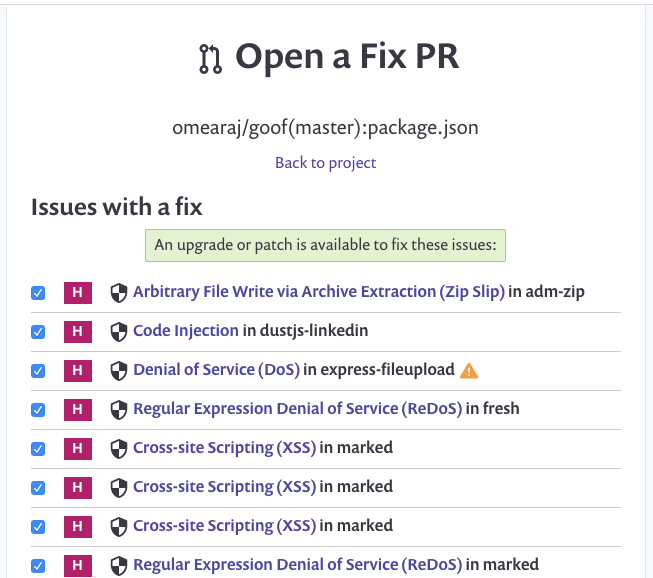 Open a Fix PR
omearaj/goof(master):package.json
Back to project
Issues with a fix
An upgrade or patch is available to fix these issues:
H Arbitrary File Write via Archive Extraction (Zip Slip) in adm-zip
H Code Injection in dustjs-linkedin
H Denial of Service (DoS) in express-fileupload
H Regular Expression Denial of Service (ReDoS) in fresh
H Cross-site Scripting (XSS) in marked
H Cross-site Scripting (XSS) in marked
H Cross-site Scripting (XSS) in marked
H Regular Expression Denial of Service (ReDoS) in marked